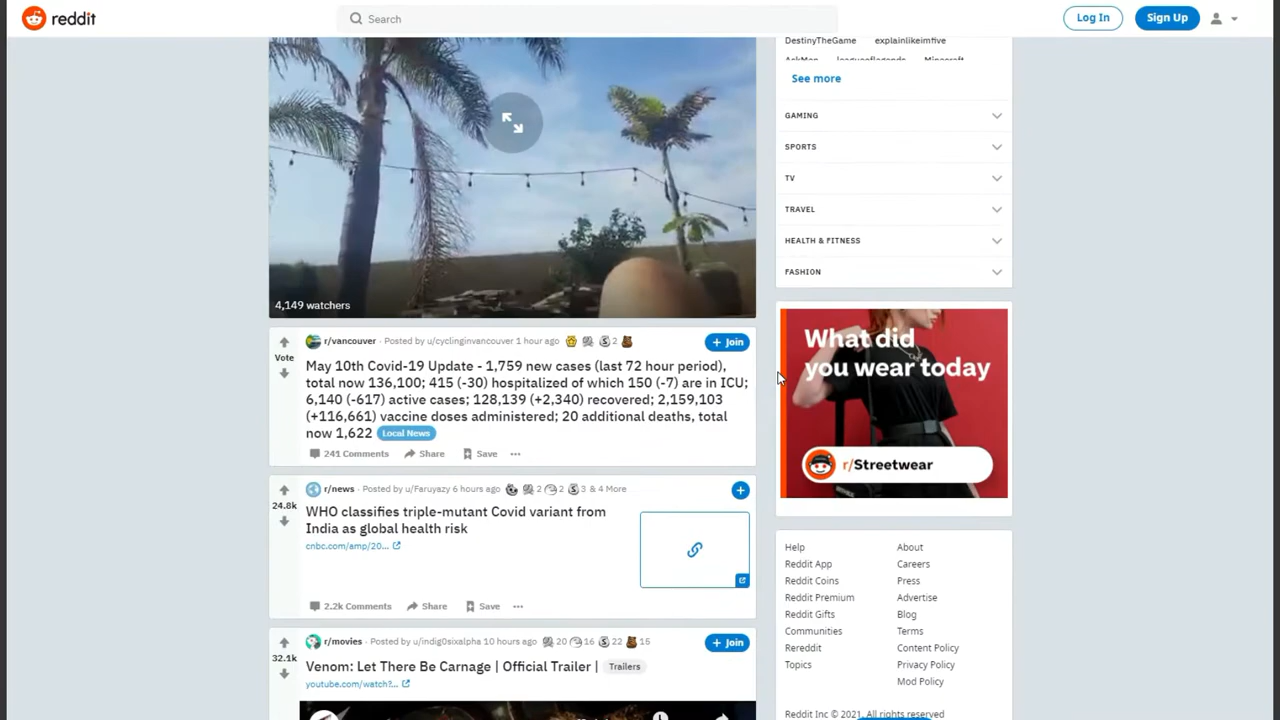 reddit
Search
Log In
Sign Up
4,149 watchers
Vote
r/vancouver • Posted by u/cyclinginvancouver 1 hour ago 2
+ Join
May 10th Covid-19 Update - 1,759 new cases (last 72 hour period),
total now 136,100; 415 (-30) hospitalized of which 150 (-7) are in ICU;
6,140 (-617) active cases; 128,139 (+2,340) recovered; 2,159,103
(+116,661) vaccine doses administered; 20 additional deaths, total
now 1,622 Local News
241 Comments Share Save ...
24.8k
r/news • Posted by u/Faruyazy 6 hours ago 2 2 3 & 4 More
WHO classifies triple-mutant Covid variant from
India as global health risk
cnbc.com/amp/20...
2.2k Comments Share Save ...
32.1k
r/movies • Posted by u/indig0sixalpha 10 hours ago 20 16 22 15
+ Join
Venom: Let There Be Carnage | Official Trailer | Trailers
youtube.com/watch?...
DestinyTheGame explainlikeimfive
AskMen leagueoflegends Minecraft
See more
GAMING
SPORTS
TV
TRAVEL
HEALTH & FITNESS
FASHION
What did
you wear today
r/Streetwear
Help About
Reddit App Careers
Reddit Coins Press
Reddit Premium Advertise
Reddit Gifts Blog
Communities Terms
Rereddit Content Policy
Topics Privacy Policy
Mod Policy
Reddit Inc © 2021. All rights reserved